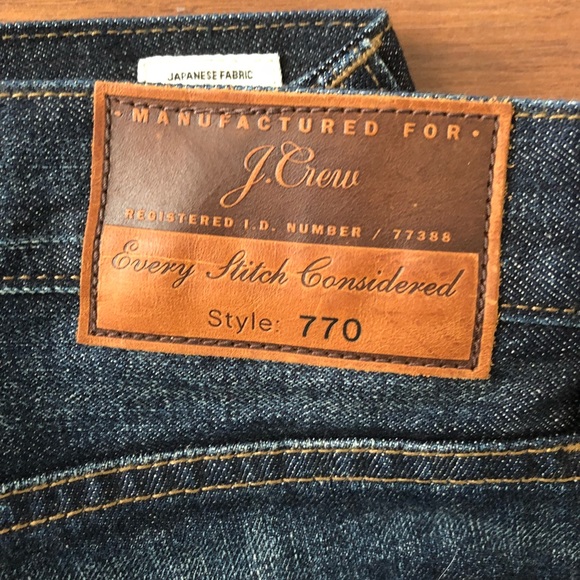 JAPANESE FABRIC
• MANUFACTURED FOR •
J.Crew
REGISTERED I.D. NUMBER / 77388
Every Stitch Considered
Style: 770